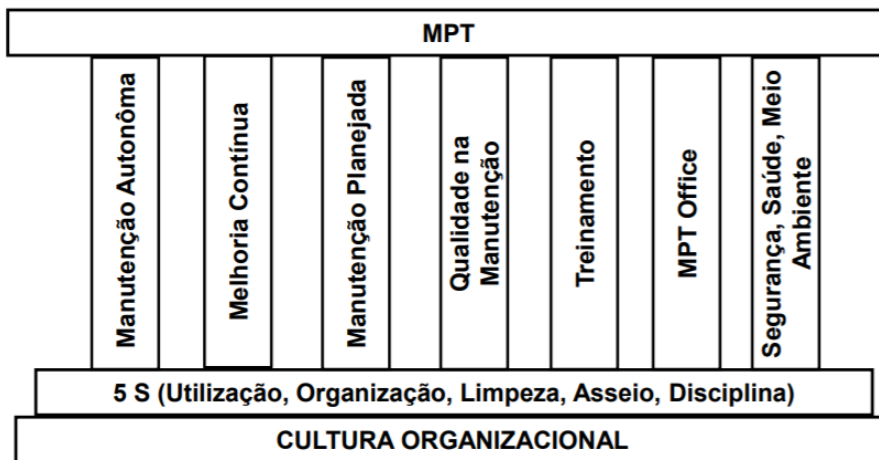 MPT
Manutenção Autonôma
Melhoria Contínua
Manutenção Planejada
Qualidade na
Manutenção
Treinamento
MPT Office
Segurança, Saúde, Meio
Ambiente
5 S (Utilização, Organização, Limpeza, Asseio, Disciplina)
CULTURA ORGANIZACIONAL